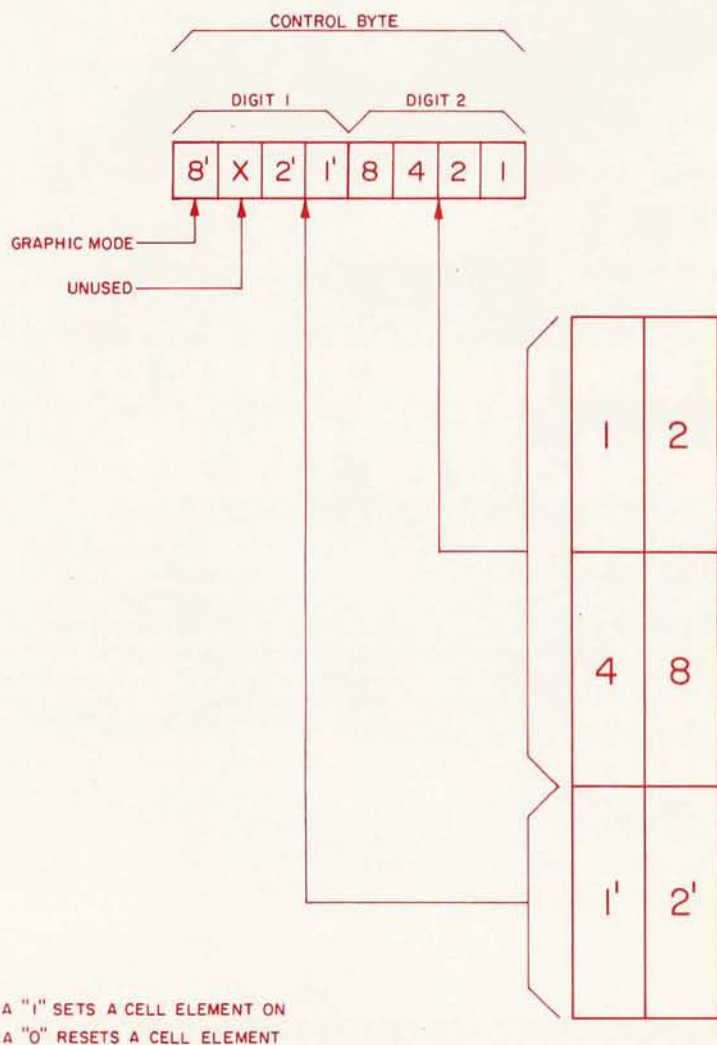 CONTROL BYTE
DIGIT 1 DIGIT 2
8' X 2' 1' 8 4 2 1
GRAPHIC MODE
UNUSED
1 2
4 8
1' 2'
A "1" SETS A CELL ELEMENT ON
A "0" RESETS A CELL ELEMENT